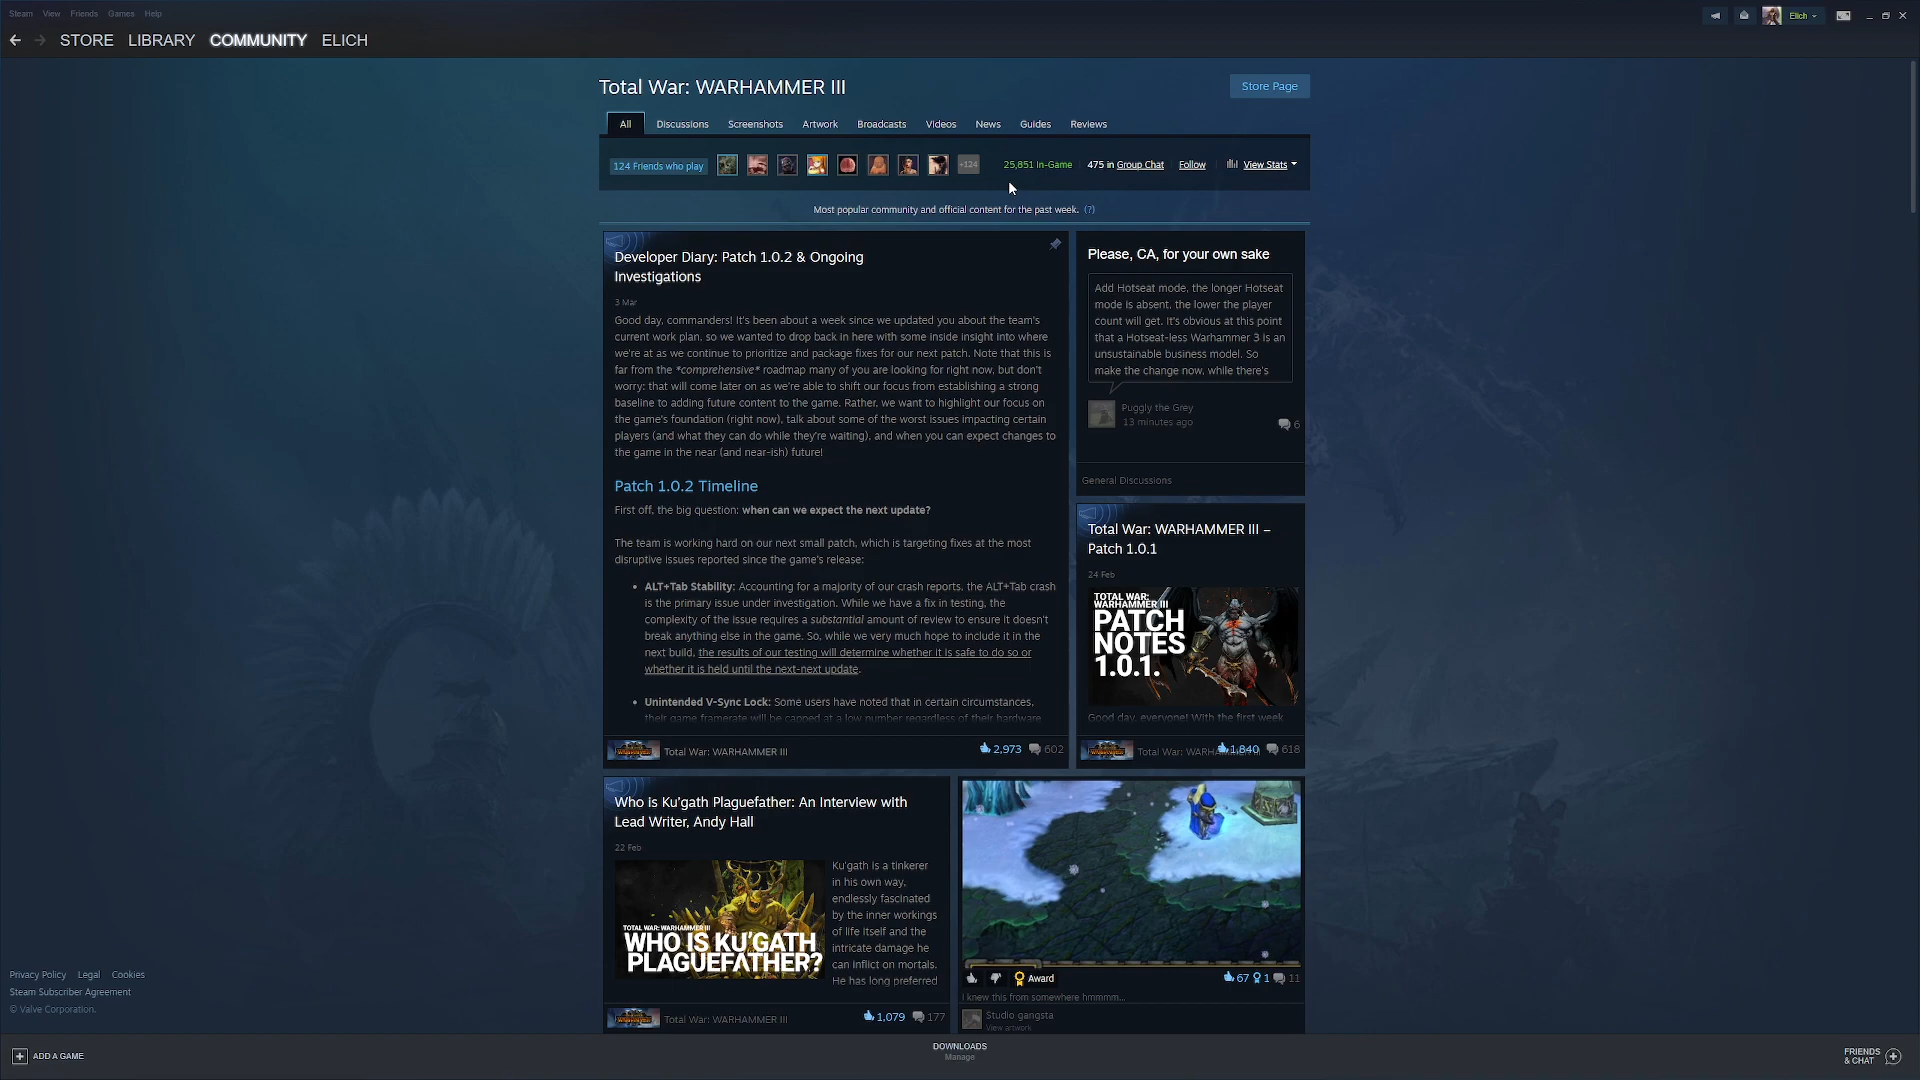 Steam View Friends Games Help
Elich
STORE LIBRARY COMMUNITY ELICH
Total War: WARHAMMER III
Store Page
All Discussions Screenshots Artwork Broadcasts Videos News Guides Reviews
124 Friends who play +124 25,851 In-Game 475 in Group Chat Follow View Stats
Most popular community and official content for the past week. (?)
Developer Diary: Patch 1.0.2 & Ongoing
Investigations
3 Mar
Good day, commanders! It's been about a week since we updated you about the team's
current work plan, so we wanted to drop back in here with some inside insight into where
we're at as we continue to prioritize and package fixes for our next patch. Note that this is
far from the *comprehensive* roadmap many of you are looking for right now, but don't
worry: that will come later on as we're able to shift our focus from establishing a strong
baseline to adding future content to the game. Rather, we want to highlight our focus on
the game's foundation (right now), talk about some of the worst issues impacting certain
players (and what they can do while they're waiting), and when you can expect changes to
the game in the near (and near-ish) future!
Patch 1.0.2 Timeline
First off, the big question: when can we expect the next update?
The team is working hard on our next small patch, which is targeting fixes at the most
disruptive issues reported since the game's release:
• ALT+Tab Stability: Accounting for a majority of our crash reports, the ALT+Tab crash
is the primary issue under investigation. While we have a fix in testing, the
complexity of the issue requires a substantial amount of review to ensure it doesn't
break anything else in the game. So, while we very much hope to include it in the
next build, the results of our testing will determine whether it is safe to do so or
whether it is held until the next-next update.
• Unintended V-Sync Lock: Some users have noted that in certain circumstances,
their game framerate will be capped at a low number regardless of their hardware
Total War: WARHAMMER III 2,973 602
Please, CA, for your own sake
Add Hotseat mode, the longer Hotseat
mode is absent, the lower the player
count will get. It's obvious at this point
that a Hotseat-less Warhammer 3 is an
unsustainable business model. So
make the change now, while there's
Puggly the Grey
13 minutes ago
6
General Discussions
Total War: WARHAMMER III –
Patch 1.0.1
24 Feb
TOTAL WAR:
WARHAMMER III
PATCH
NOTES
1.0.1.
Good day, everyone! With the first week
Total War: WARHAMMER III 1,840 618
Who is Ku'gath Plaguefather: An Interview with
Lead Writer, Andy Hall
22 Feb
TOTAL WAR: WARHAMMER III
WHO IS KU'GATH
PLAGUEFATHER?
Ku'gath is a tinkerer
in his own way,
endlessly fascinated
by the inner workings
of life itself and the
intricate damage he
can inflict on mortals.
He has long preferred
Total War: WARHAMMER III 1,079 177
Award 67 1 11
I knew this from somewhere hmmmm...
Studio gangsta
View artwork
Privacy Policy Legal Cookies
Steam Subscriber Agreement
© Valve Corporation.
ADD A GAME
DOWNLOADS
Manage
FRIENDS
& CHAT